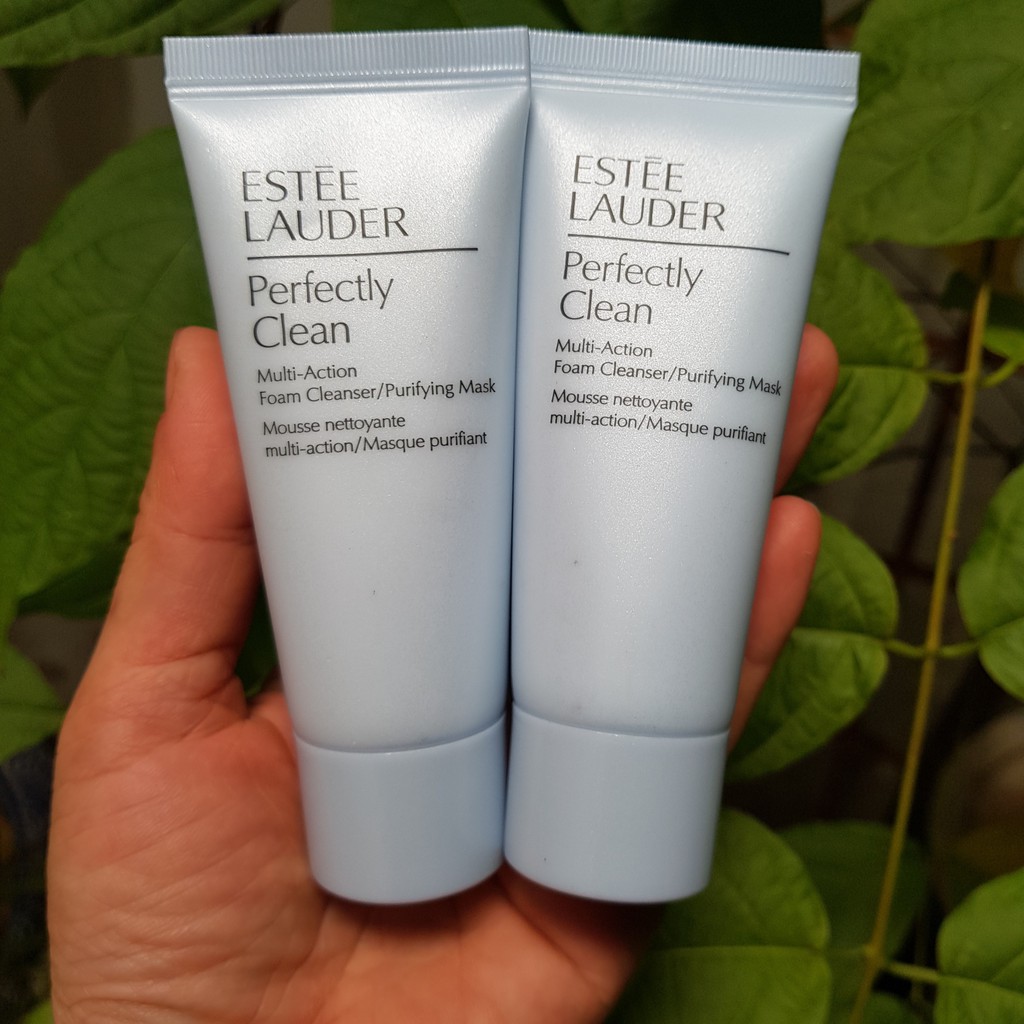 ESTĒE
LAUDER
Perfectly
Clean
Multi-Action
Foam Cleanser/Purifying Mask
Mousse nettoyante
multi-action/Masque purifiant
ESTĒE
LAUDER
Perfectly
Clean
Multi-Action
Foam Cleanser/Purifying Mask
Mousse nettoyante
multi-action/Masque purifiant